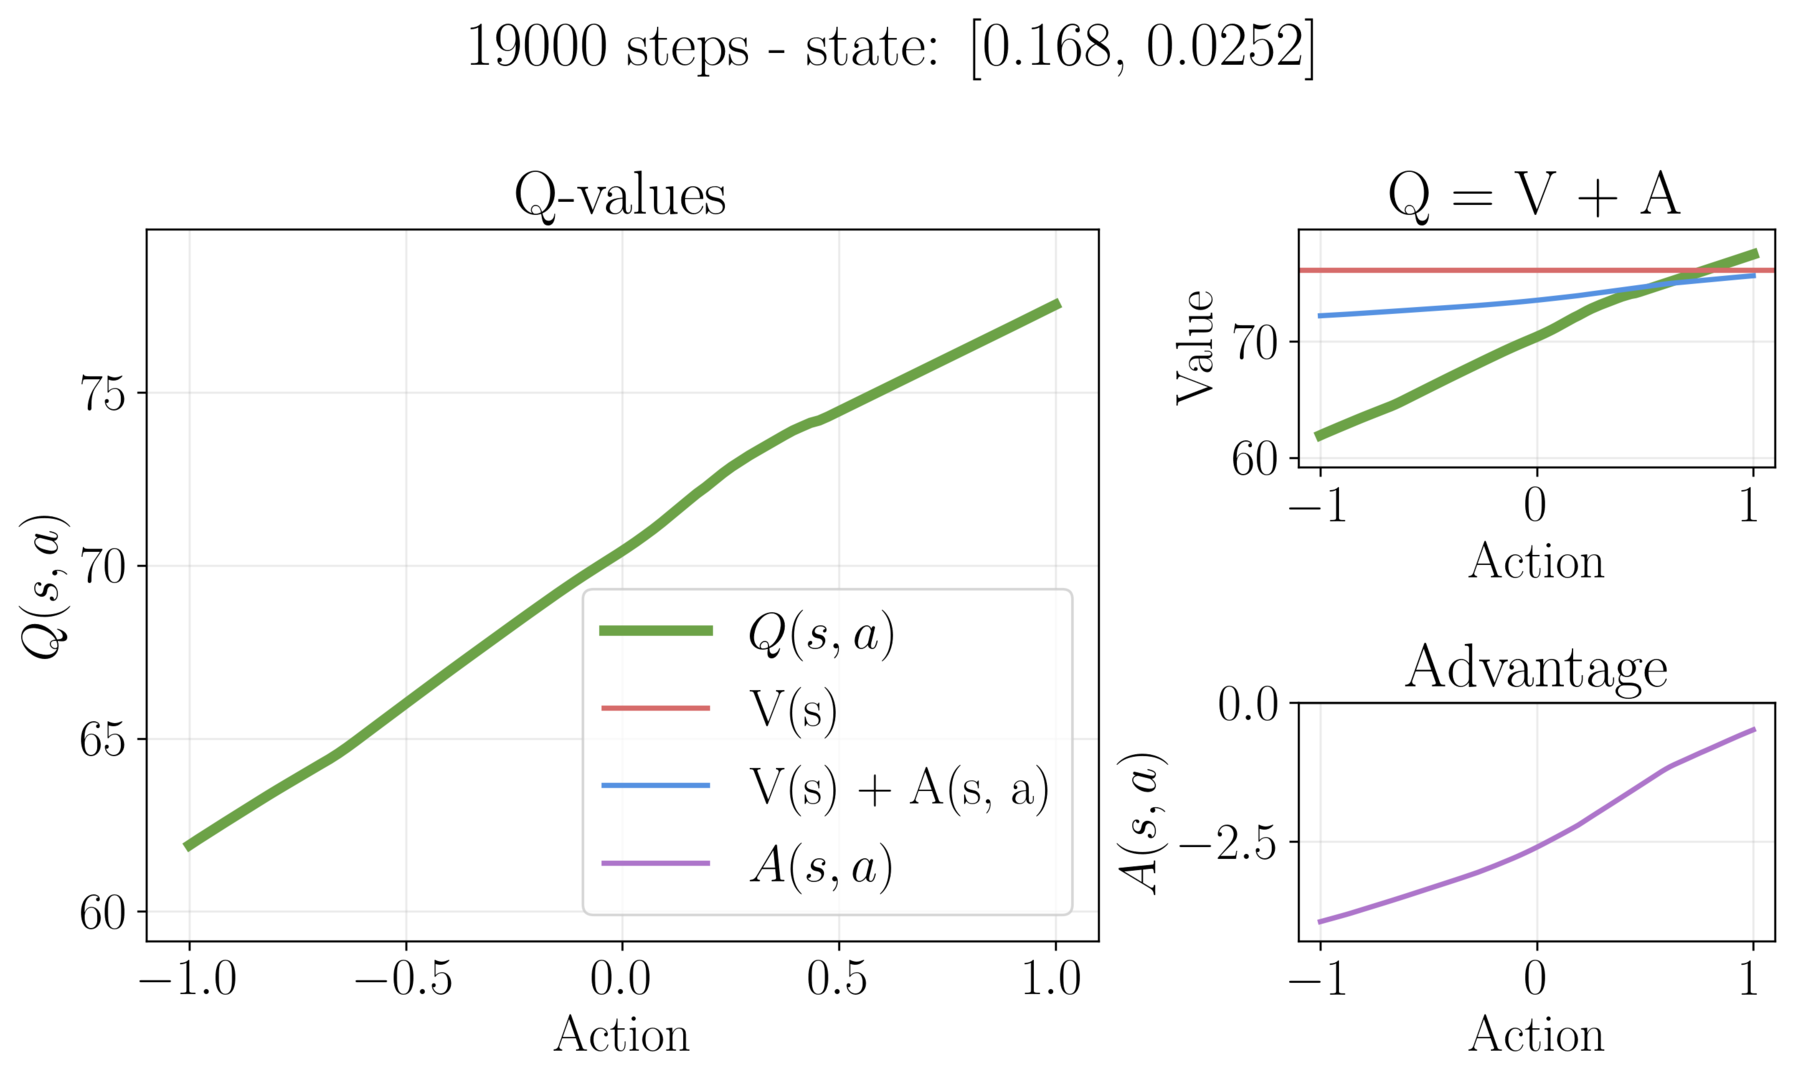 19000 steps - state: [0.168, 0.0252]
Q-values
Q(s, a)
75
70
65
60
−1.0
−0.5
0.0
0.5
1.0
Action
Q(s, a)
V(s)
V(s) + A(s, a)
A(s, a)
Q = V + A
Value
70
60
−1
0
1
Action
Advantage
A(s, a)
0.0
−2.5
−1
0
1
Action